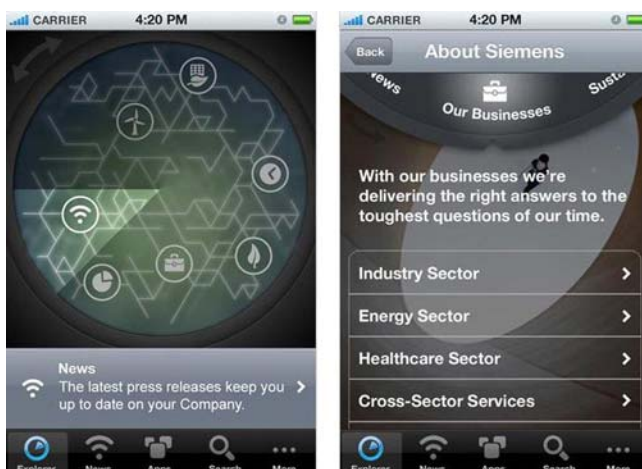 CARRIER 4:20 PM
News
The latest press releases keep you
up to date on your Company.
Explorer News Apps Search More
CARRIER 4:20 PM
Back About Siemens
News Our Businesses
With our businesses we're
delivering the right answers to the
toughest questions of our time.
Industry Sector
Energy Sector
Healthcare Sector
Cross-Sector Services
Explorer News Apps Search More